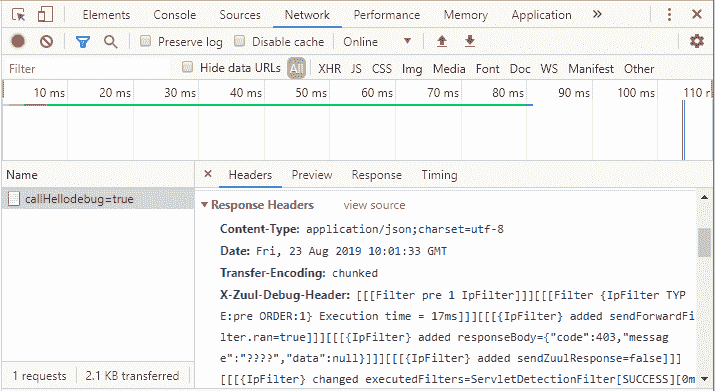 Elements Console Sources Network Performance Memory Application »
Preserve log Disable cache Online
Filter Hide data URLs All XHR JS CSS Img Media Font Doc WS Manifest Other
10 ms 20 ms 30 ms 40 ms 50 ms 60 ms 70 ms 80 ms 90 ms 100 ms 110
Name × Headers Preview Response Timing
callHellodebug=true
Response Headers view source
Content-Type: application/json;charset=utf-8
Date: Fri, 23 Aug 2019 10:01:33 GMT
Transfer-Encoding: chunked
X-Zuul-Debug-Header: [[[Filter pre 1 IpFilter]]][[[Filter {IpFilter TYP
E:pre ORDER:1} Execution time = 17ms]]][[[{IpFilter} added sendForwardFi
lter.ran=true]]][[[{IpFilter} added responseBody={"code":403,"messag
e":"????","data":null}]]][[[{IpFilter} added sendZuulResponse=false]]]
[[[{IpFilter} changed executedFilters=ServletDetectionFilter[SUCCESS][0m
1 requests 2.1 KB transferred